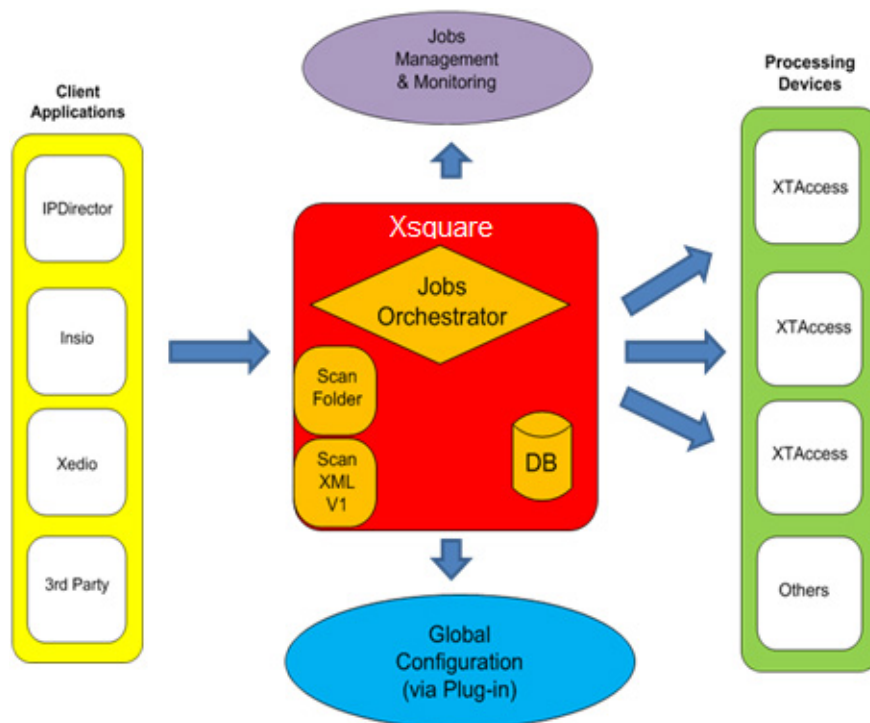 Client
Applications
IPDirector
Insio
Xedio
3rd Party
Jobs
Management
& Monitoring
Xsquare
Jobs
Orchestrator
Scan
Folder
Scan
XML
V1
DB
Global
Configuration
(via Plug-in)
Processing
Devices
XTAccess
XTAccess
XTAccess
Others